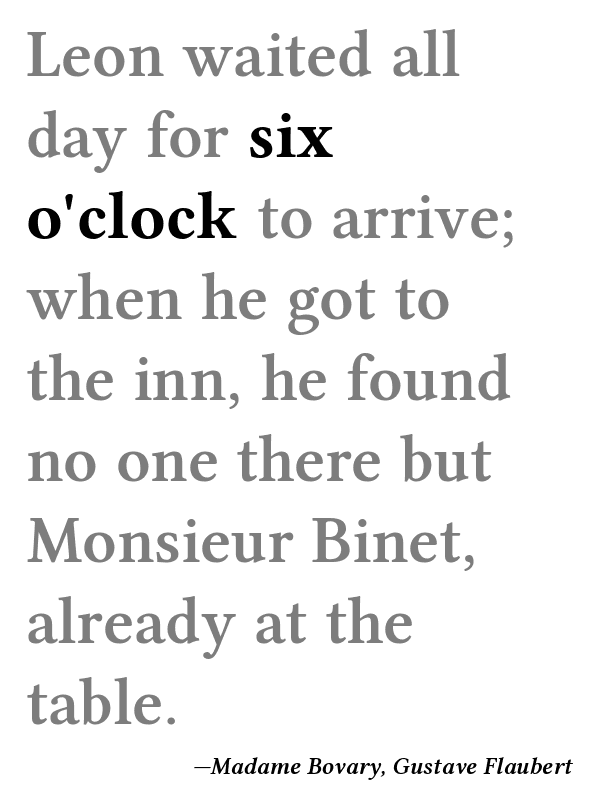 Leon waited all
day for six
o'clock to arrive;
when he got to
the inn, he found
no one there but
Monsieur Binet,
already at the
table.
—Madame Bovary, Gustave Flaubert